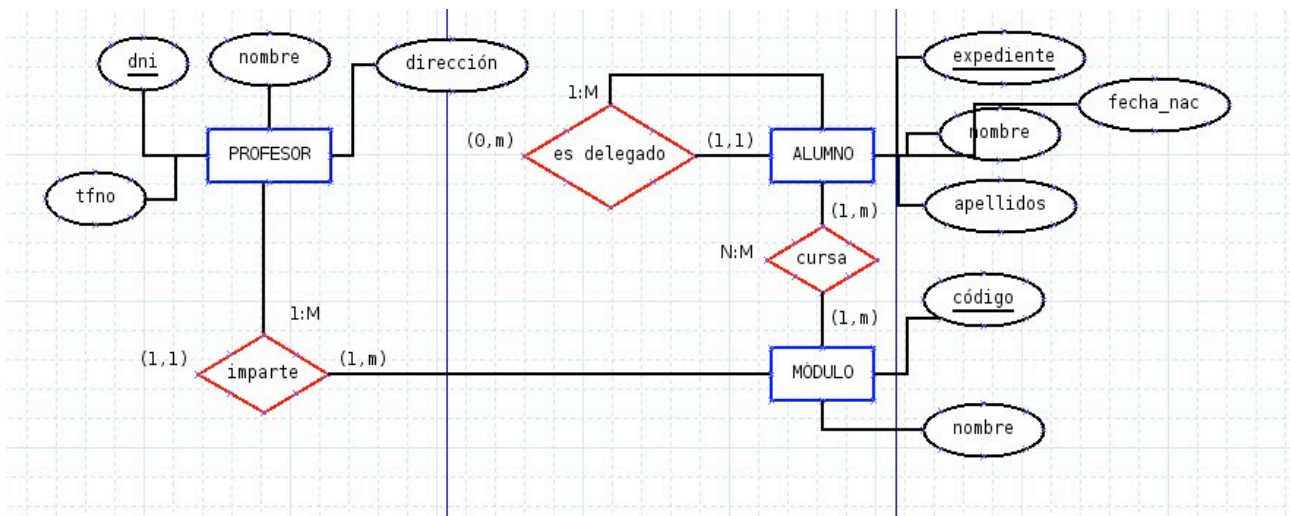 dni
nombre
dirección
tfno
PROFESOR
1:M
(0,m)
es delegado
(1,1)
ALUMNO
expediente
fecha_nac
nombre
apellidos
(1,m)
N:M
cursa
(1,m)
código
1:M
(1,1)
imparte
(1,m)
MÓDULO
nombre